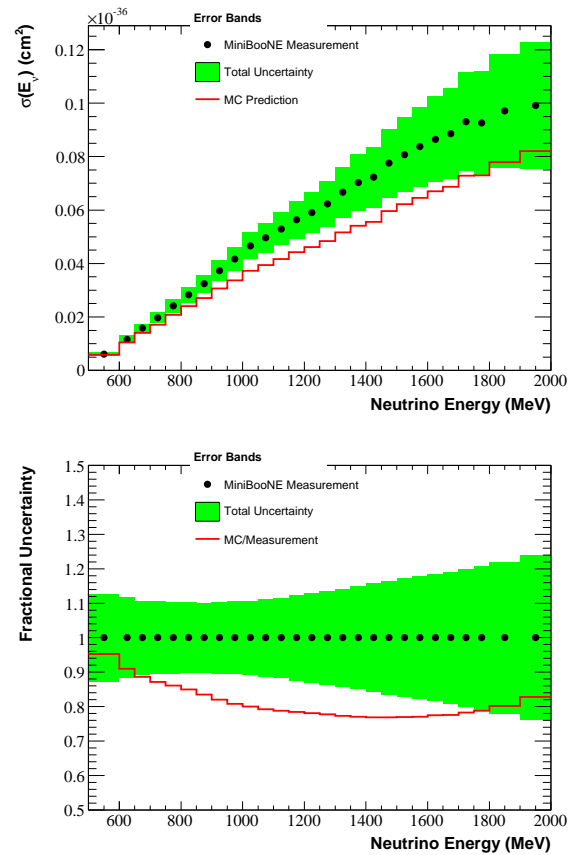 ×10⁻³⁶
σ(Eᵥ) (cm²)
Error Bands
MiniBooNE Measurement
Total Uncertainty
MC Prediction
0.12
0.1
0.08
0.06
0.04
0.02
0
600 800 1000 1200 1400 1600 1800 2000
Neutrino Energy (MeV)
Fractional Uncertainty
Error Bands
MiniBooNE Measurement
Total Uncertainty
MC/Measurement
1.5
1.4
1.3
1.2
1.1
1
0.9
0.8
0.7
0.6
0.5
600 800 1000 1200 1400 1600 1800 2000
Neutrino Energy (MeV)